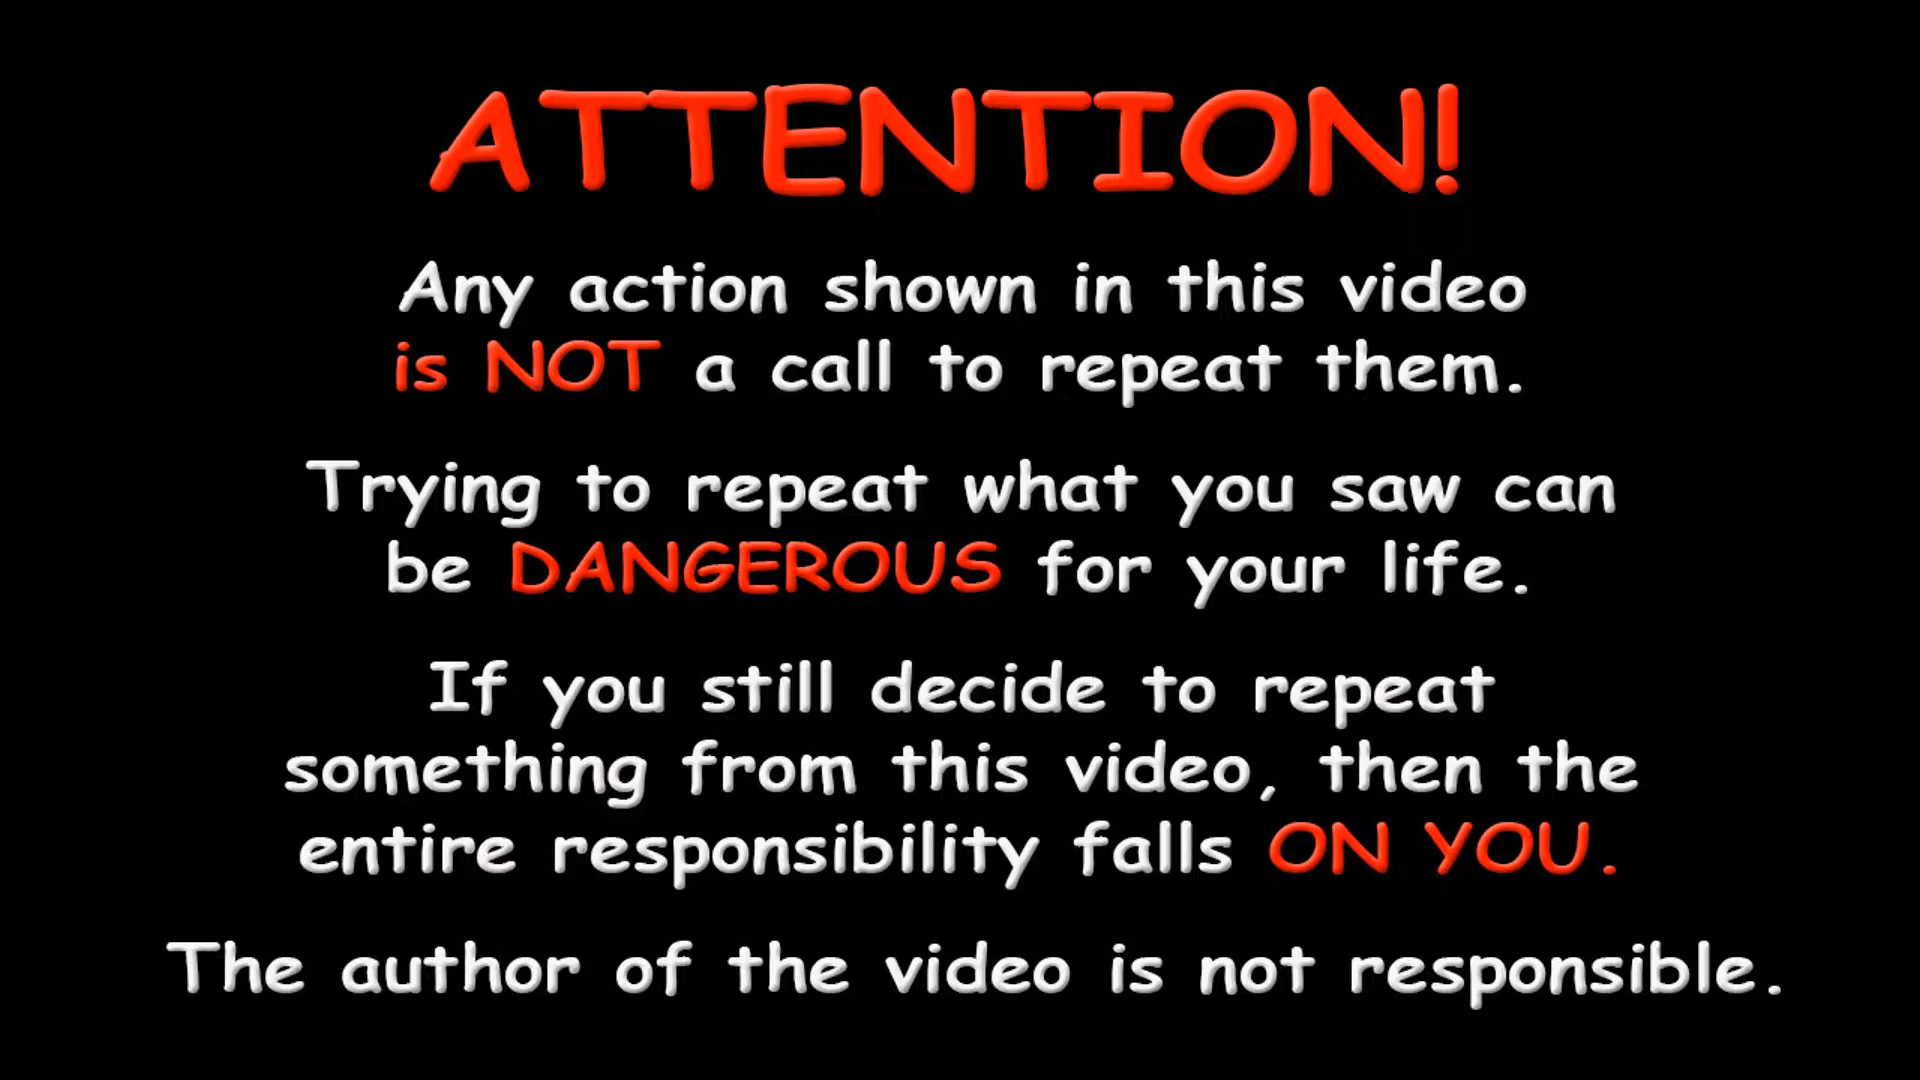 ATTENTION!
Any action shown in this video
is NOT a call to repeat them.
Trying to repeat what you saw can
be DANGEROUS for your life.
If you still decide to repeat
something from this video, then the
entire responsibility falls ON YOU.
The author of the video is not responsible.